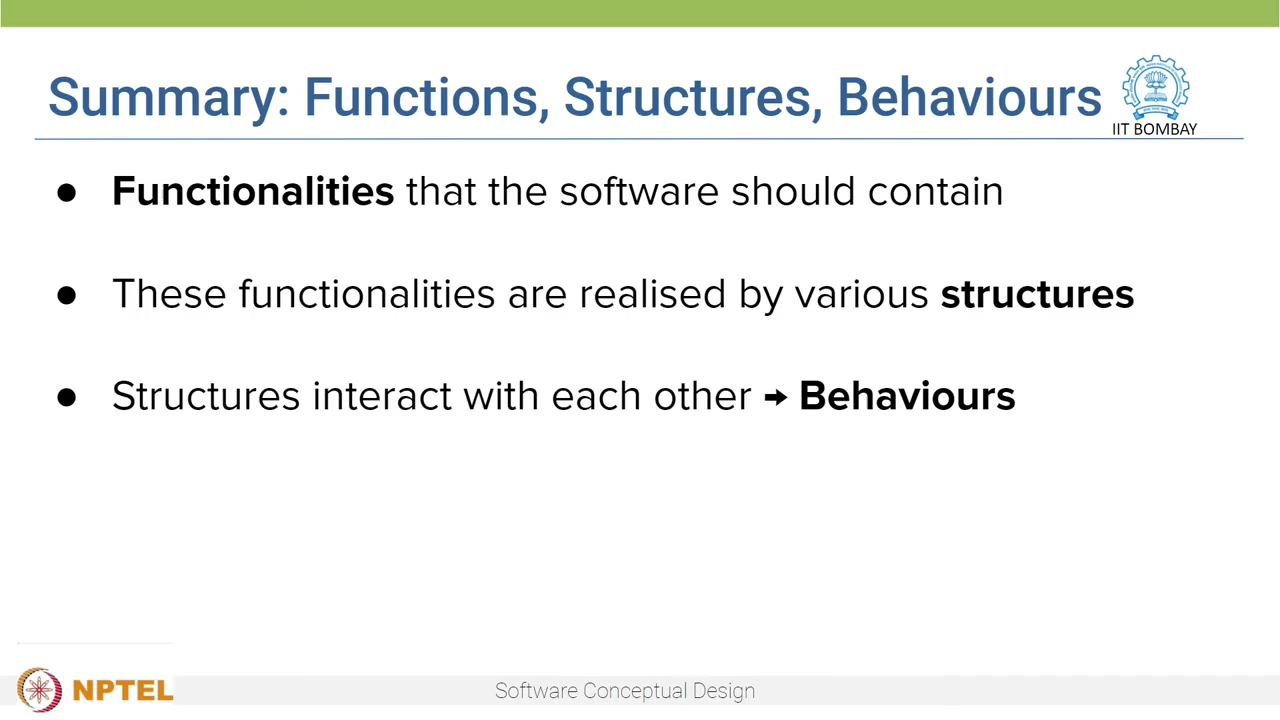 Summary: Functions, Structures, Behaviours
IIT BOMBAY
● Functionalities that the software should contain
● These functionalities are realised by various structures
● Structures interact with each other → Behaviours
NPTEL
Software Conceptual Design